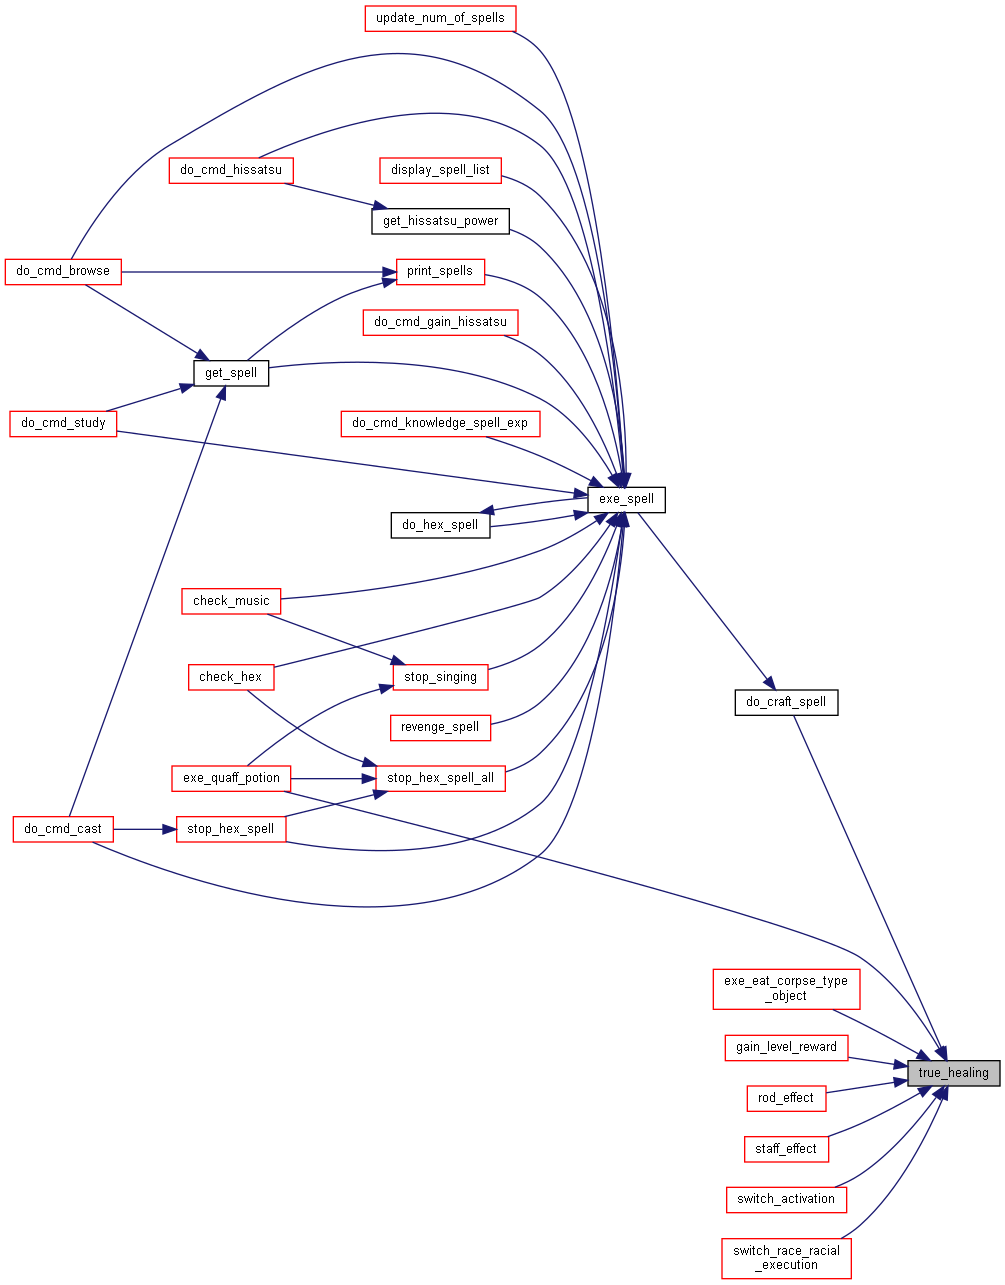 update_num_of_spells
do_cmd_hissatsu
display_spell_list
get_hissatsu_power
do_cmd_browse
print_spells
do_cmd_gain_hissatsu
get_spell
do_cmd_study
do_cmd_knowledge_spell_exp
exe_spell
do_hex_spell
check_music
check_hex
stop_singing
do_craft_spell
revenge_spell
exe_quaff_potion
stop_hex_spell_all
do_cmd_cast
stop_hex_spell
exe_eat_corpse_type
_object
gain_level_reward
true_healing
rod_effect
staff_effect
switch_activation
switch_race_racial
_execution